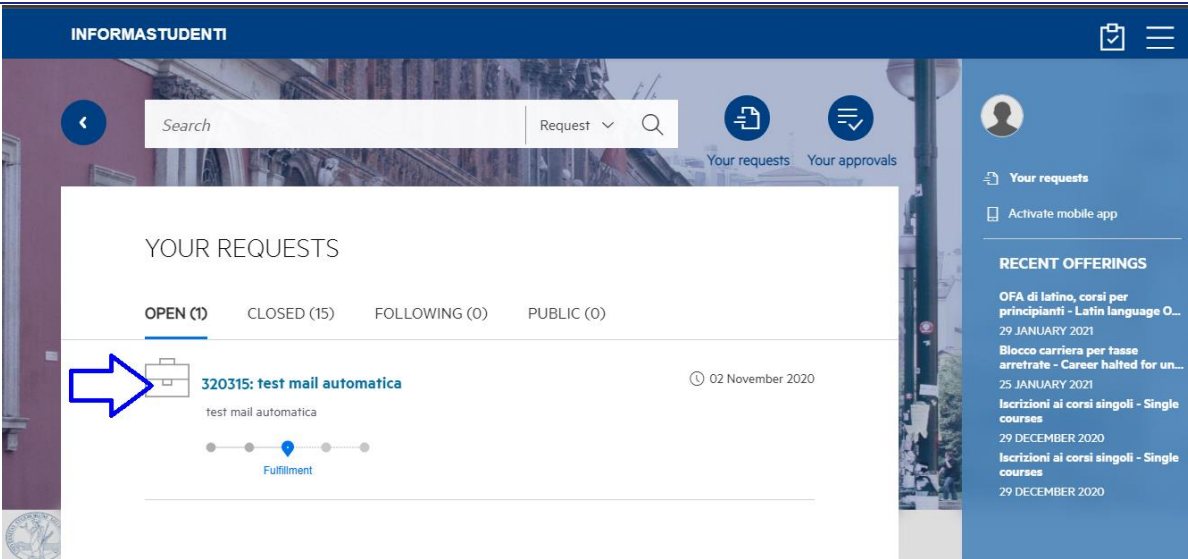 INFORMASTUDENTI
Search
Request
Your requests
Your approvals
YOUR REQUESTS
OPEN (1)
CLOSED (15)
FOLLOWING (0)
PUBLIC (0)
320315: test mail automatica
02 November 2020
test mail automatica
Fulfillment
Your requests
Activate mobile app
RECENT OFFERINGS
OFA di latino, corsi per
principianti - Latin language O...
29 JANUARY 2021
Blocco carriera per tasse
arretrate - Career halted for un...
25 JANUARY 2021
Iscrizioni ai corsi singoli - Single
courses
29 DECEMBER 2020
Iscrizioni ai corsi singoli - Single
courses
29 DECEMBER 2020